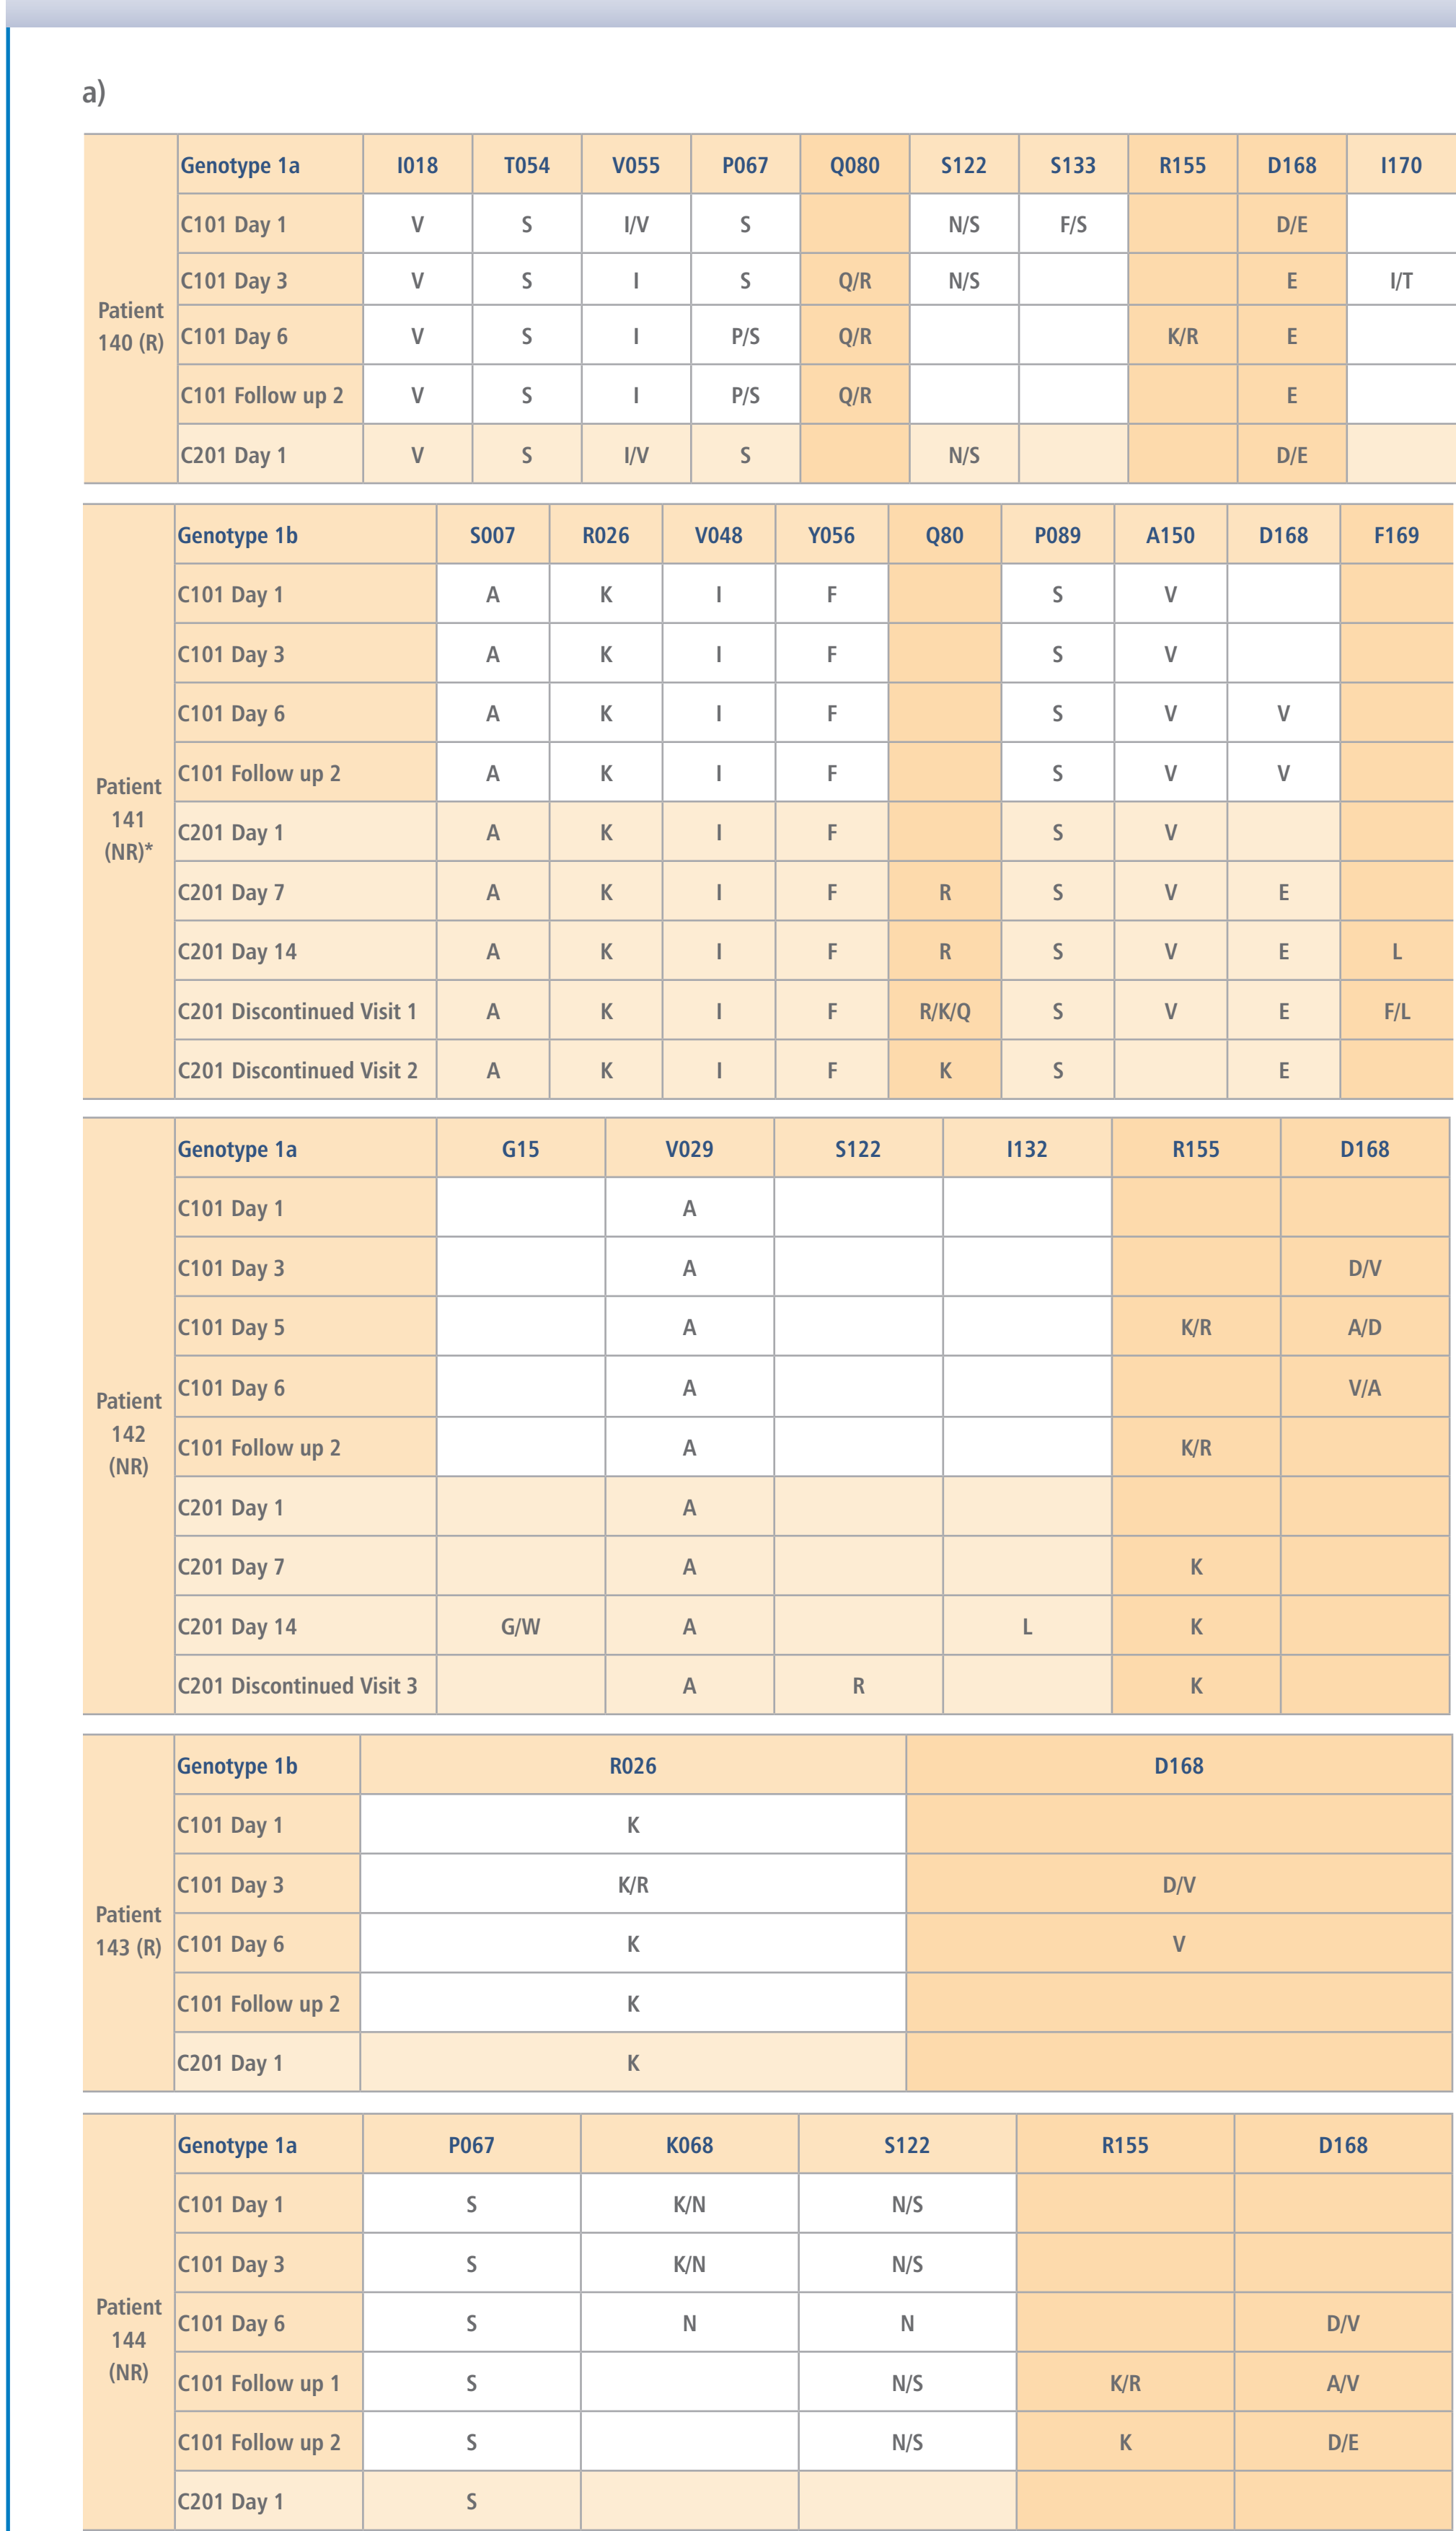 a)
Genotype 1a I018 T054 V055 P067 Q080 S122 S133 R155 D168 I170
C101 Day 1 V S I/V S N/S F/S D/E
C101 Day 3 V S I S Q/R N/S E I/T
Patient
140 (R)
C101 Day 6 V S I P/S Q/R K/R E
C101 Follow up 2 V S I P/S Q/R E
C201 Day 1 V S I/V S N/S D/E
Genotype 1b S007 R026 V048 Y056 Q80 P089 A150 D168 F169
C101 Day 1 A K I F S V
C101 Day 3 A K I F S V
C101 Day 6 A K I F S V V
C101 Follow up 2 A K I F S V V
Patient
141
(NR)*
C201 Day 1 A K I F S V
C201 Day 7 A K I F R S V E
C201 Day 14 A K I F R S V E L
C201 Discontinued Visit 1 A K I F R/K/Q S V E F/L
C201 Discontinued Visit 2 A K I F K S E
Genotype 1a G15 V029 S122 I132 R155 D168
C101 Day 1 A
C101 Day 3 A D/V
C101 Day 5 A K/R A/D
C101 Day 6 A V/A
Patient
142
(NR)
C101 Follow up 2 A K/R
C201 Day 1 A
C201 Day 7 A K
C201 Day 14 G/W A L K
C201 Discontinued Visit 3 A R K
Genotype 1b R026 D168
C101 Day 1 K
C101 Day 3 K/R D/V
Patient
143 (R)
C101 Day 6 K V
C101 Follow up 2 K
C201 Day 1 K
Genotype 1a P067 K068 S122 R155 D168
C101 Day 1 S K/N N/S
C101 Day 3 S K/N N/S
Patient
144
(NR)
C101 Day 6 S N N D/V
C101 Follow up 1 S N/S K/R A/V
C101 Follow up 2 S N/S K D/E
C201 Day 1 S